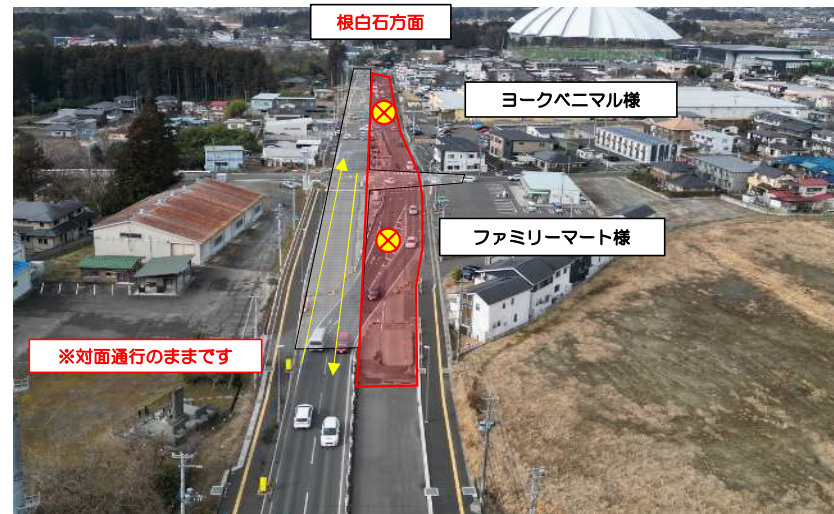 根白石方面
ヨークベニマル様
ファミリーマート様
※対面通行のままです